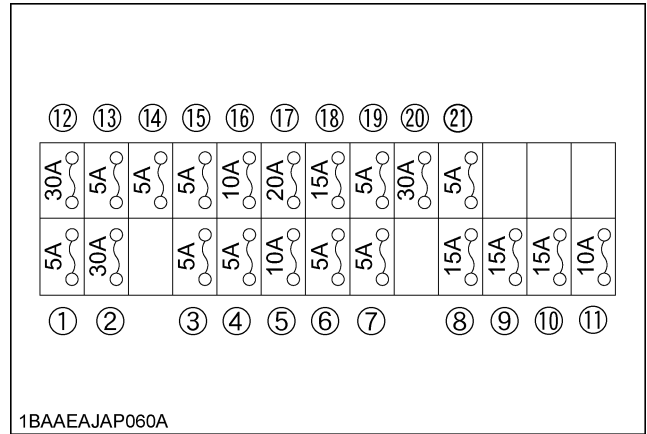 ⑫ ⑬ ⑭ ⑮ ⑯ ⑰ ⑱ ⑲ ⑳ ㉑
30A 5A 5A 5A 10A 20A 15A 5A 30A 5A
5A 30A 5A 5A 10A 5A 5A 15A 15A 15A 10A
① ② ③ ④ ⑤ ⑥ ⑦ ⑧ ⑨ ⑩ ⑪
1BAAEAJAP060A